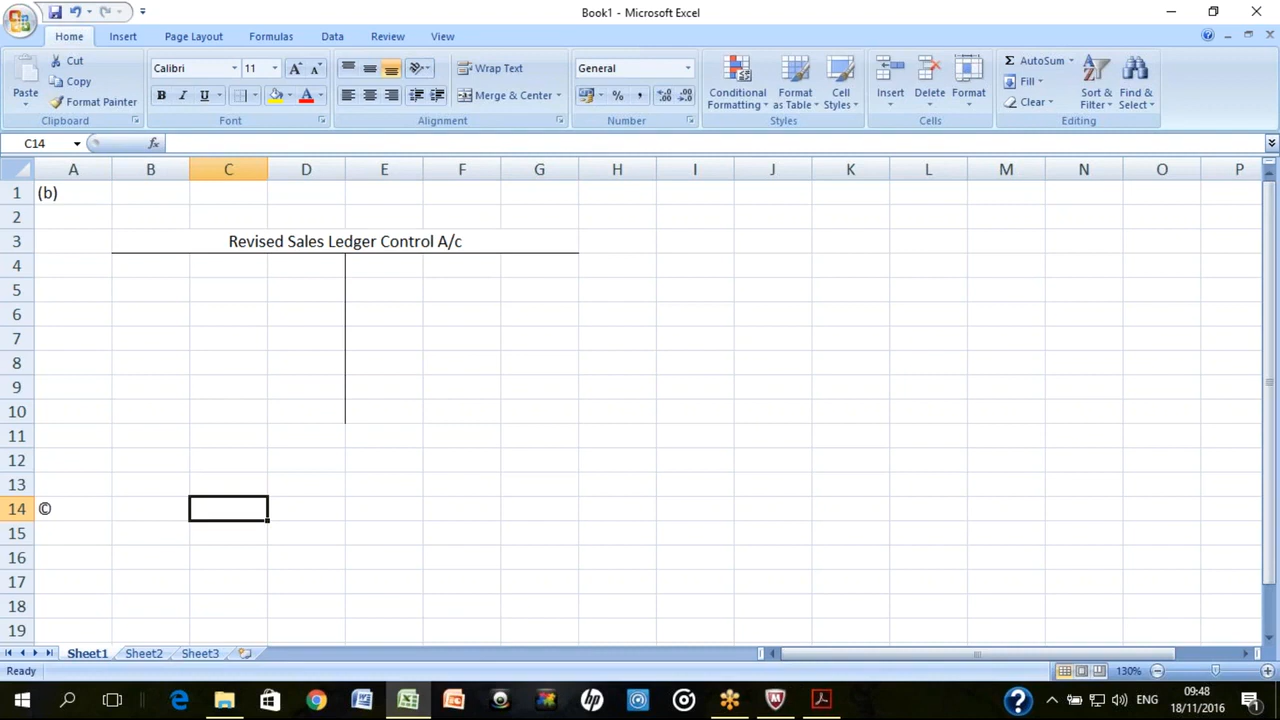 Book1 - Microsoft Excel
Home Insert Page Layout Formulas Data Review View
Paste
Cut
Copy
Format Painter
Clipboard
Calibri 11
B I U
Font
Wrap Text
Merge & Center
Alignment
General
Number
Conditional Formatting
Format as Table
Cell Styles
Styles
Insert Delete Format
Cells
Σ AutoSum
Fill
Clear
Sort & Filter
Find & Select
Editing
C14 fx
A B C D E F G H I J K L M N O P
1 (b)
2
3 Revised Sales Ledger Control A/c
4
5
6
7
8
9
10
11
12
13
14 ©
15
16
17
18
19
Sheet1 Sheet2 Sheet3
Ready 130%
ENG 09:48
18/11/2016